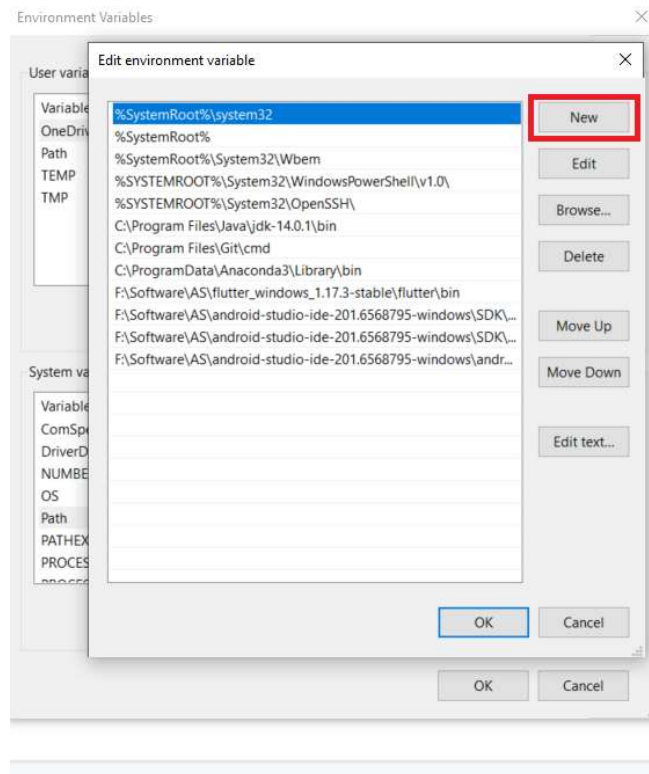 Environment Variables
Edit environment variable
User varia
Variable
OneDriv
Path
TEMP
TMP
%SystemRoot%\system32
%SystemRoot%
%SystemRoot%\System32\Wbem
%SYSTEMROOT%\System32\WindowsPowerShell\v1.0\
%SYSTEMROOT%\System32\OpenSSH\
C:\Program Files\Java\jdk-14.0.1\bin
C:\Program Files\Git\cmd
C:\ProgramData\Anaconda3\Library\bin
F:\Software\AS\flutter_windows_1.17.3-stable\flutter\bin
F:\Software\AS\android-studio-ide-201.6568795-windows\SDK\...
F:\Software\AS\android-studio-ide-201.6568795-windows\SDK\...
F:\Software\AS\android-studio-ide-201.6568795-windows\andr...
New
Edit
Browse...
Delete
Move Up
Move Down
Edit text...
System va
Variable
ComSpe
DriverD
NUMBE
OS
Path
PATHEX
PROCES
OK
Cancel
OK
Cancel